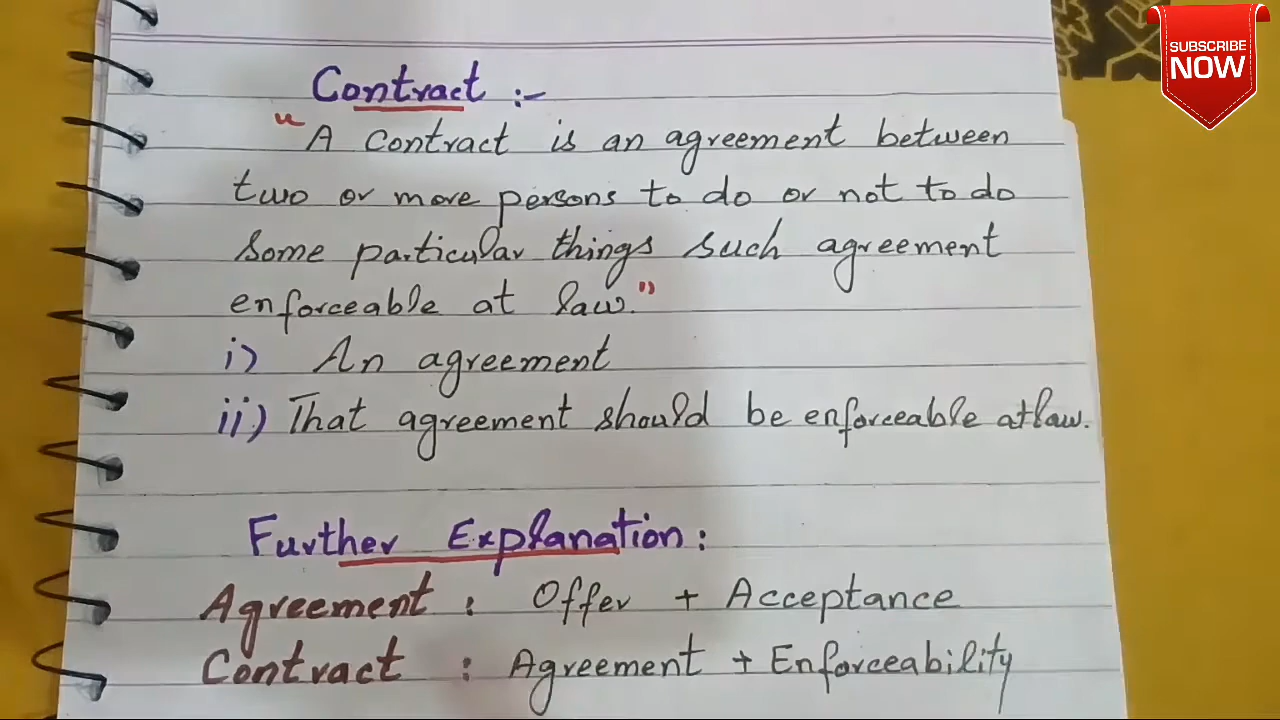 SUBSCRIBE
NOW
Contract :-
"A Contract is an agreement between
two or more persons to do or not to do
some particular things such agreement
enforceable at law."
i) An agreement
ii) That agreement should be enforceable at law.
Further Explanation:
Agreement : Offer + Acceptance
Contract : Agreement + Enforceability